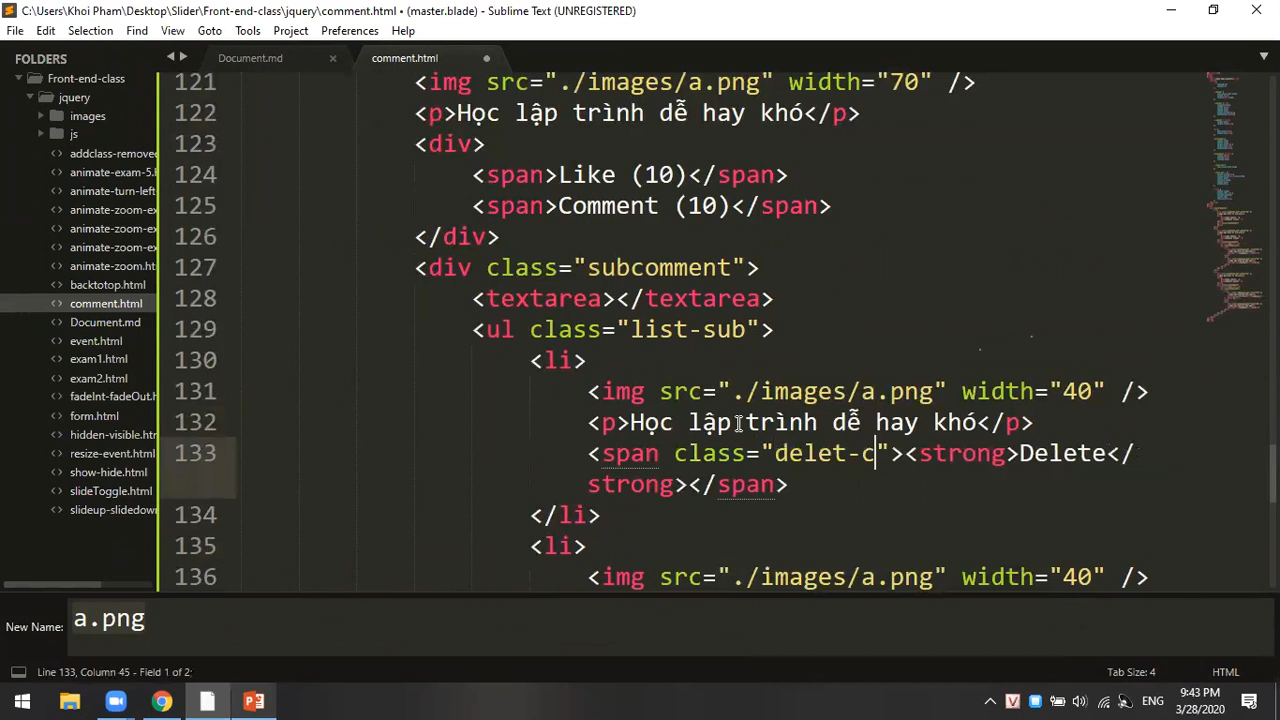 C:\Users\Khoi Pham\Desktop\Slider\Front-end-class\jquery\comment.html • (master.blade) - Sublime Text (UNREGISTERED)
File Edit Selection Find View Goto Tools Project Preferences Help
FOLDERS
Front-end-class
jquery
images
js
addclass-removed
animate-exam-5.h
animate-turn-left-
animate-zoom-ex
animate-zoom-ex
animate-zoom-ex
animate-zoom.ht
backtotop.html
comment.html
Document.md
event.html
exam1.html
exam2.html
fadeInt-fadeOut.h
form.html
hidden-visible.htm
resize-event.html
show-hide.html
slideToggle.html
slideup-slidedow
Document.md
comment.html
121 <img src="./images/a.png" width="70" />
122 <p>Học lập trình dễ hay khó</p>
123 <div>
124 <span>Like (10)</span>
125 <span>Comment (10)</span>
126 </div>
127 <div class="subcomment">
128 <textarea></textarea>
129 <ul class="list-sub">
130 <li>
131 <img src="./images/a.png" width="40" />
132 <p>Học lập trình dễ hay khó</p>
133 <span class="delet-c"><strong>Delete</
strong></span>
134 </li>
135 <li>
136 <img src="./images/a.png" width="40" />
New Name: a.png
Line 133, Column 45 - Field 1 of 2;
Tab Size: 4
HTML
ENG
9:43 PM
3/28/2020